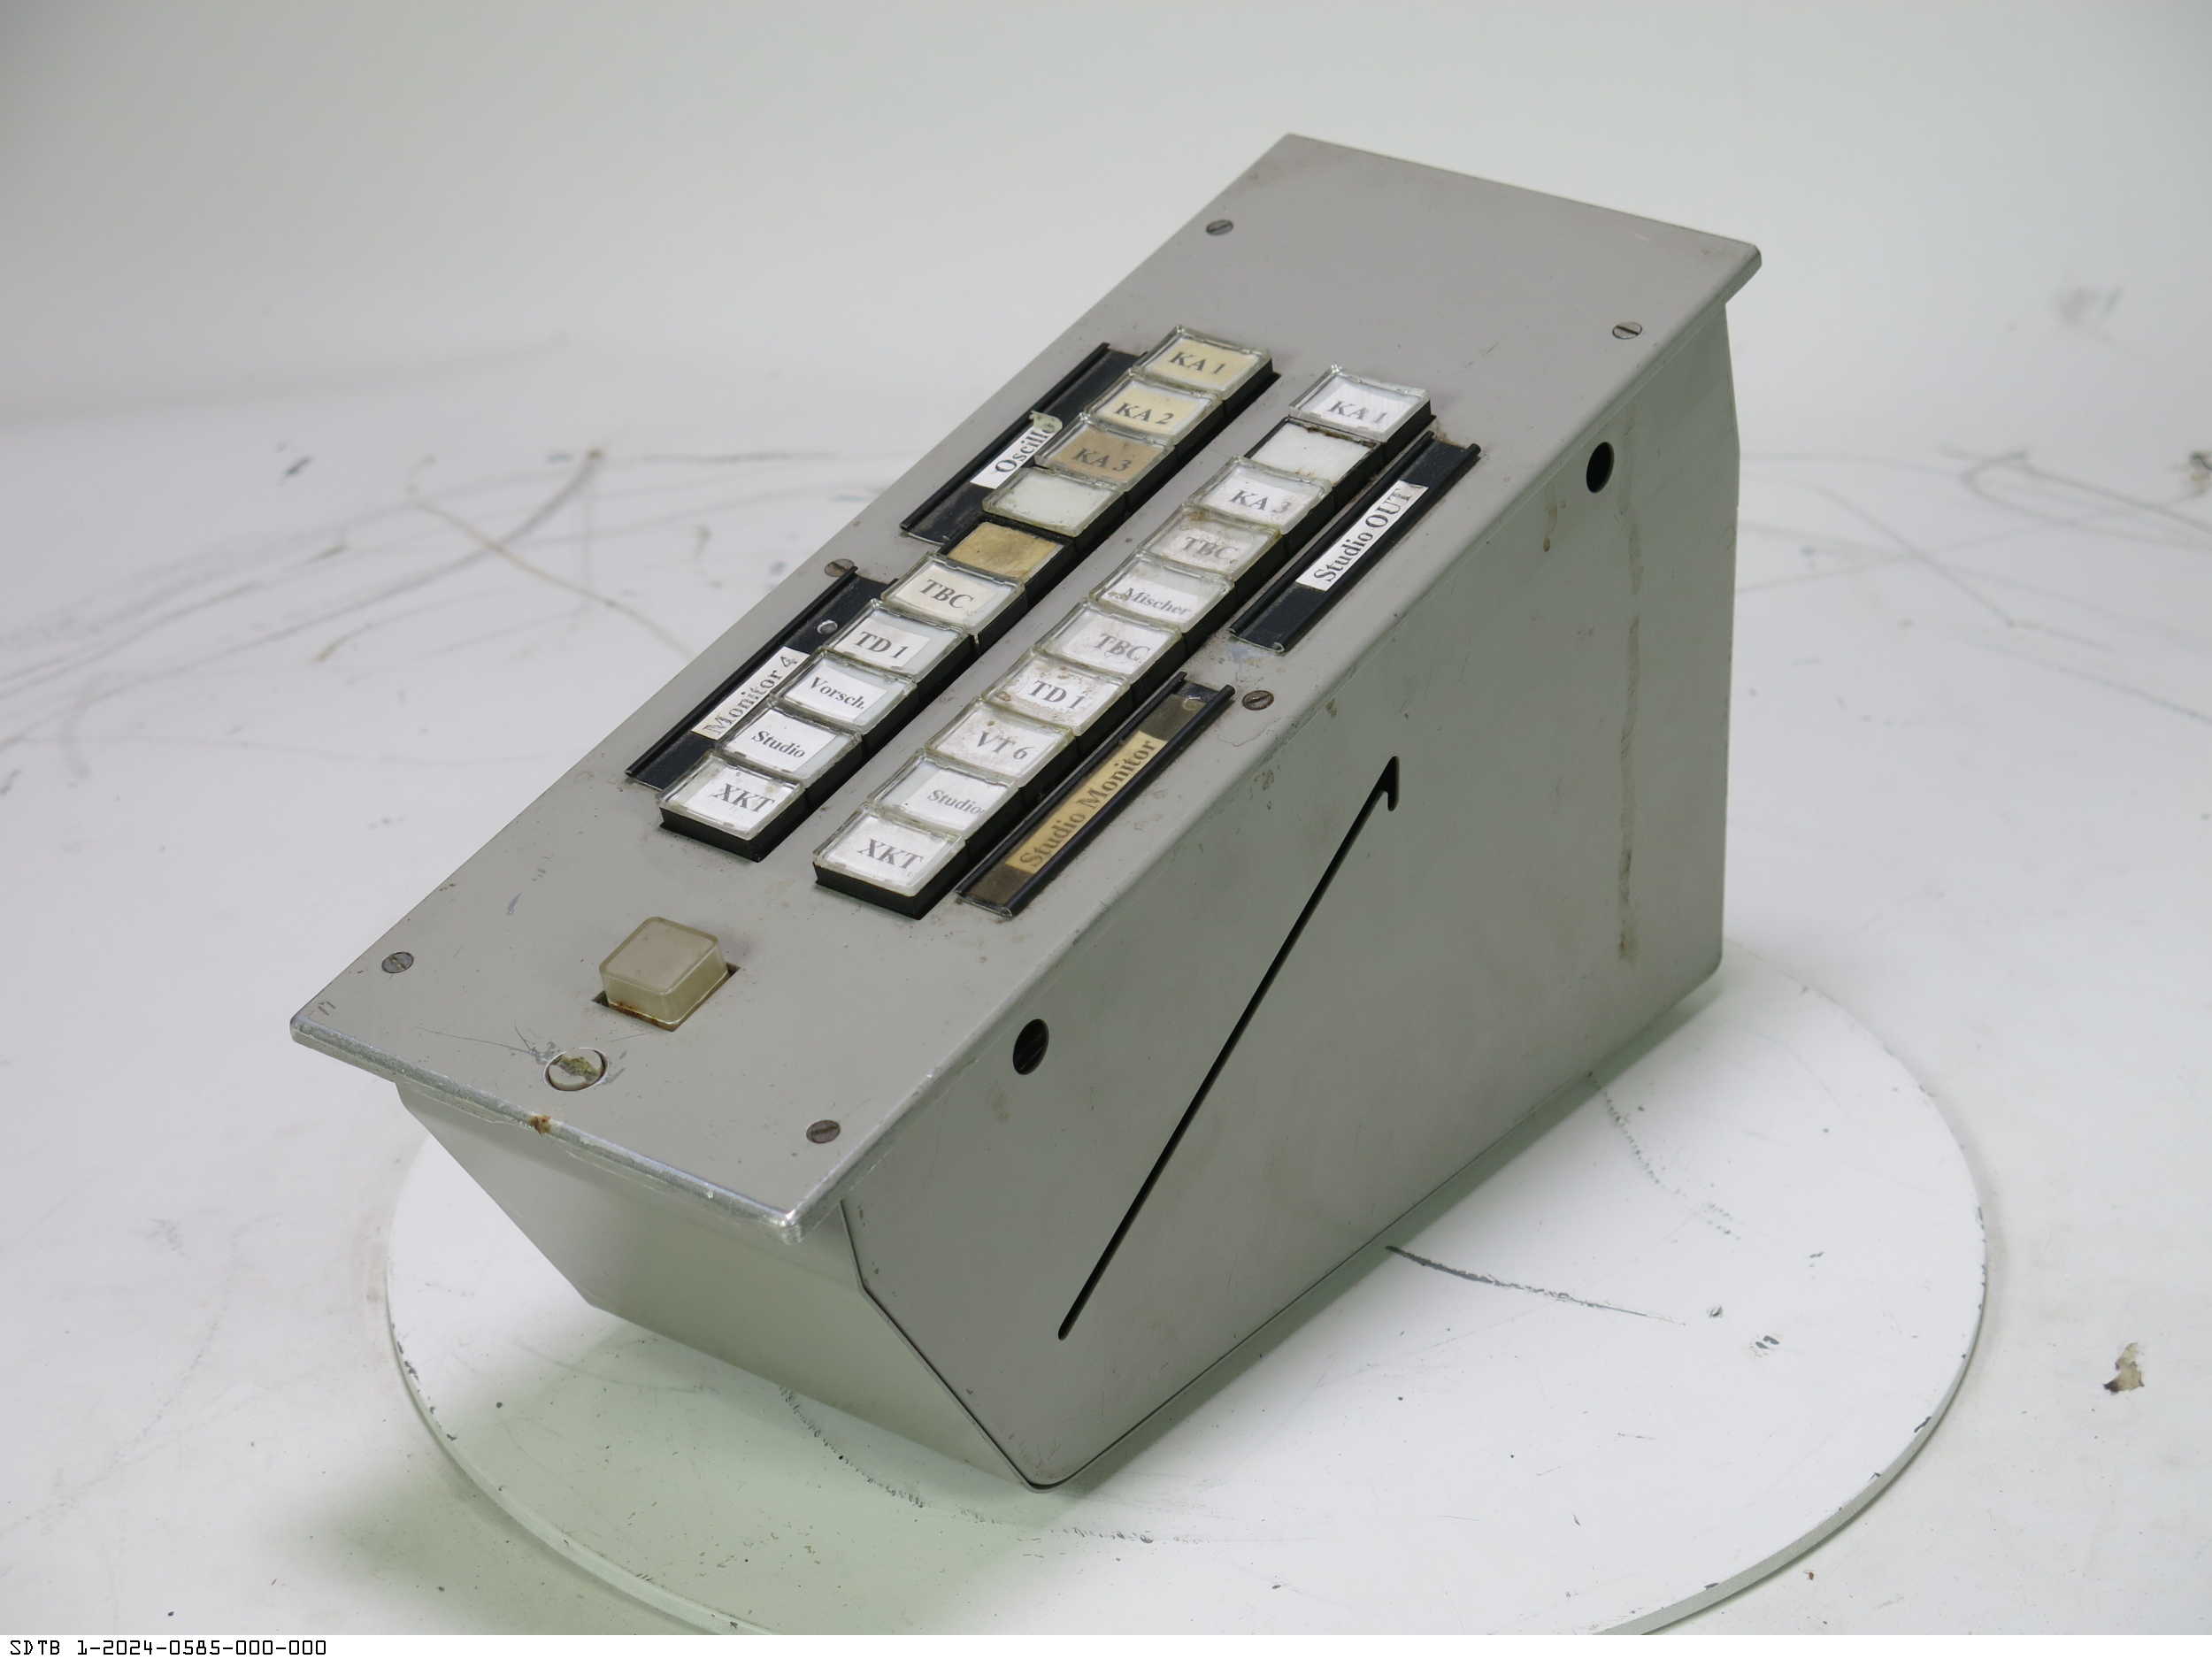 Oscillo
KA 1
KA 2
KA 3
TBC
TD 1
Vorsch.
Studio
XKT
Monitor 4
KA 1
KA 3
TBC
Mischer
TBC
TD 1
VT 6
Studio
XKT
Studio OUT
Studio Monitor
SDTB 1-2024-0585-000-000